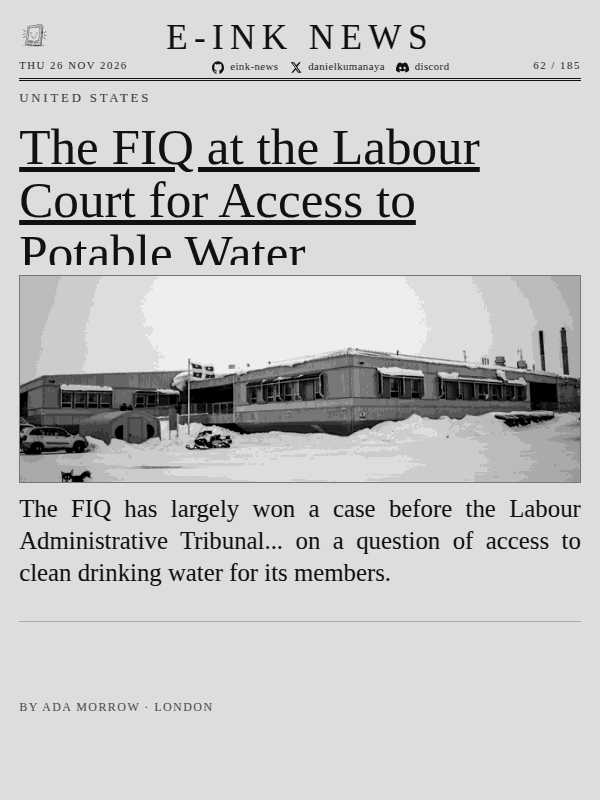 E-INK NEWS
THU 26 NOV 2026
eink-news danielkumanaya discord
62 / 185
UNITED STATES
The FIQ at the Labour
Court for Access to
Potable Water
The FIQ has largely won a case before the Labour
Administrative Tribunal... on a question of access to
clean drinking water for its members.
BY ADA MORROW · LONDON